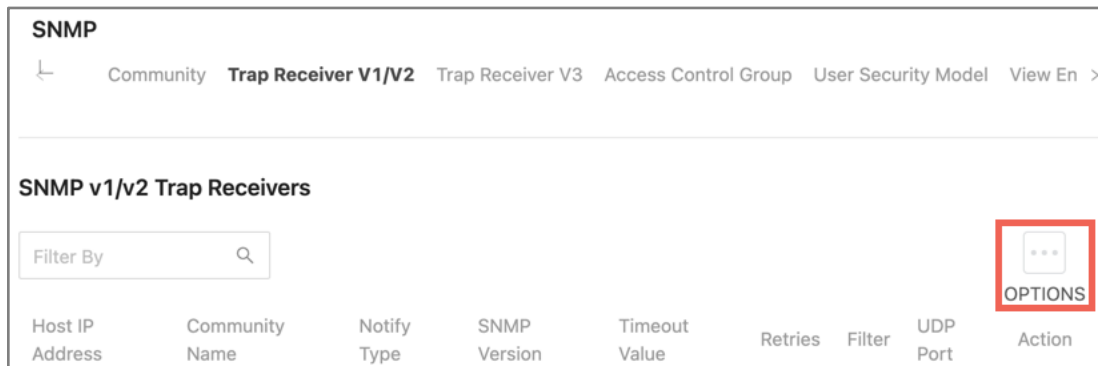 SNMP
Community Trap Receiver V1/V2 Trap Receiver V3 Access Control Group User Security Model View En
SNMP v1/v2 Trap Receivers
Filter By
OPTIONS
Host IP Address Community Name Notify Type SNMP Version Timeout Value Retries Filter UDP Port Action